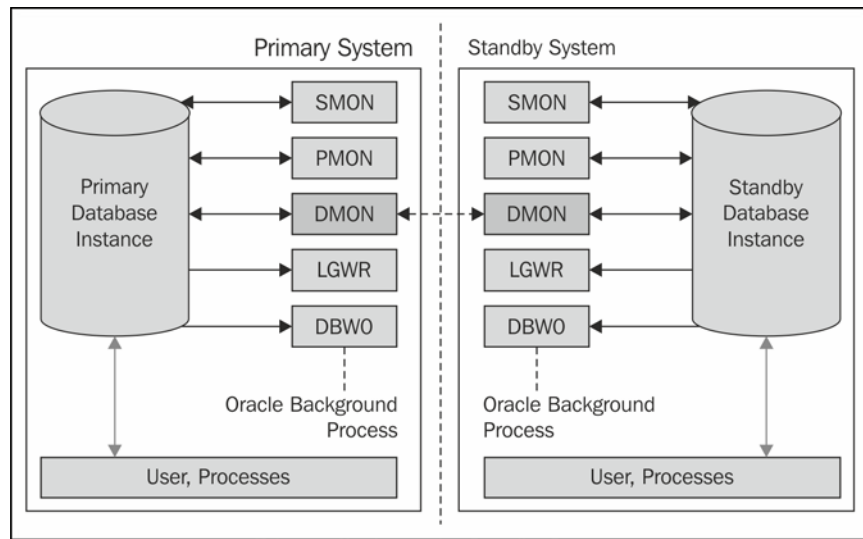 Primary System
Standby System
Primary
Database
Instance
SMON
PMON
DMON
LGWR
DBW0
Oracle Background
Process
User, Processes
SMON
PMON
DMON
LGWR
DBW0
Standby
Database
Instance
Oracle Background
Process
User, Processes